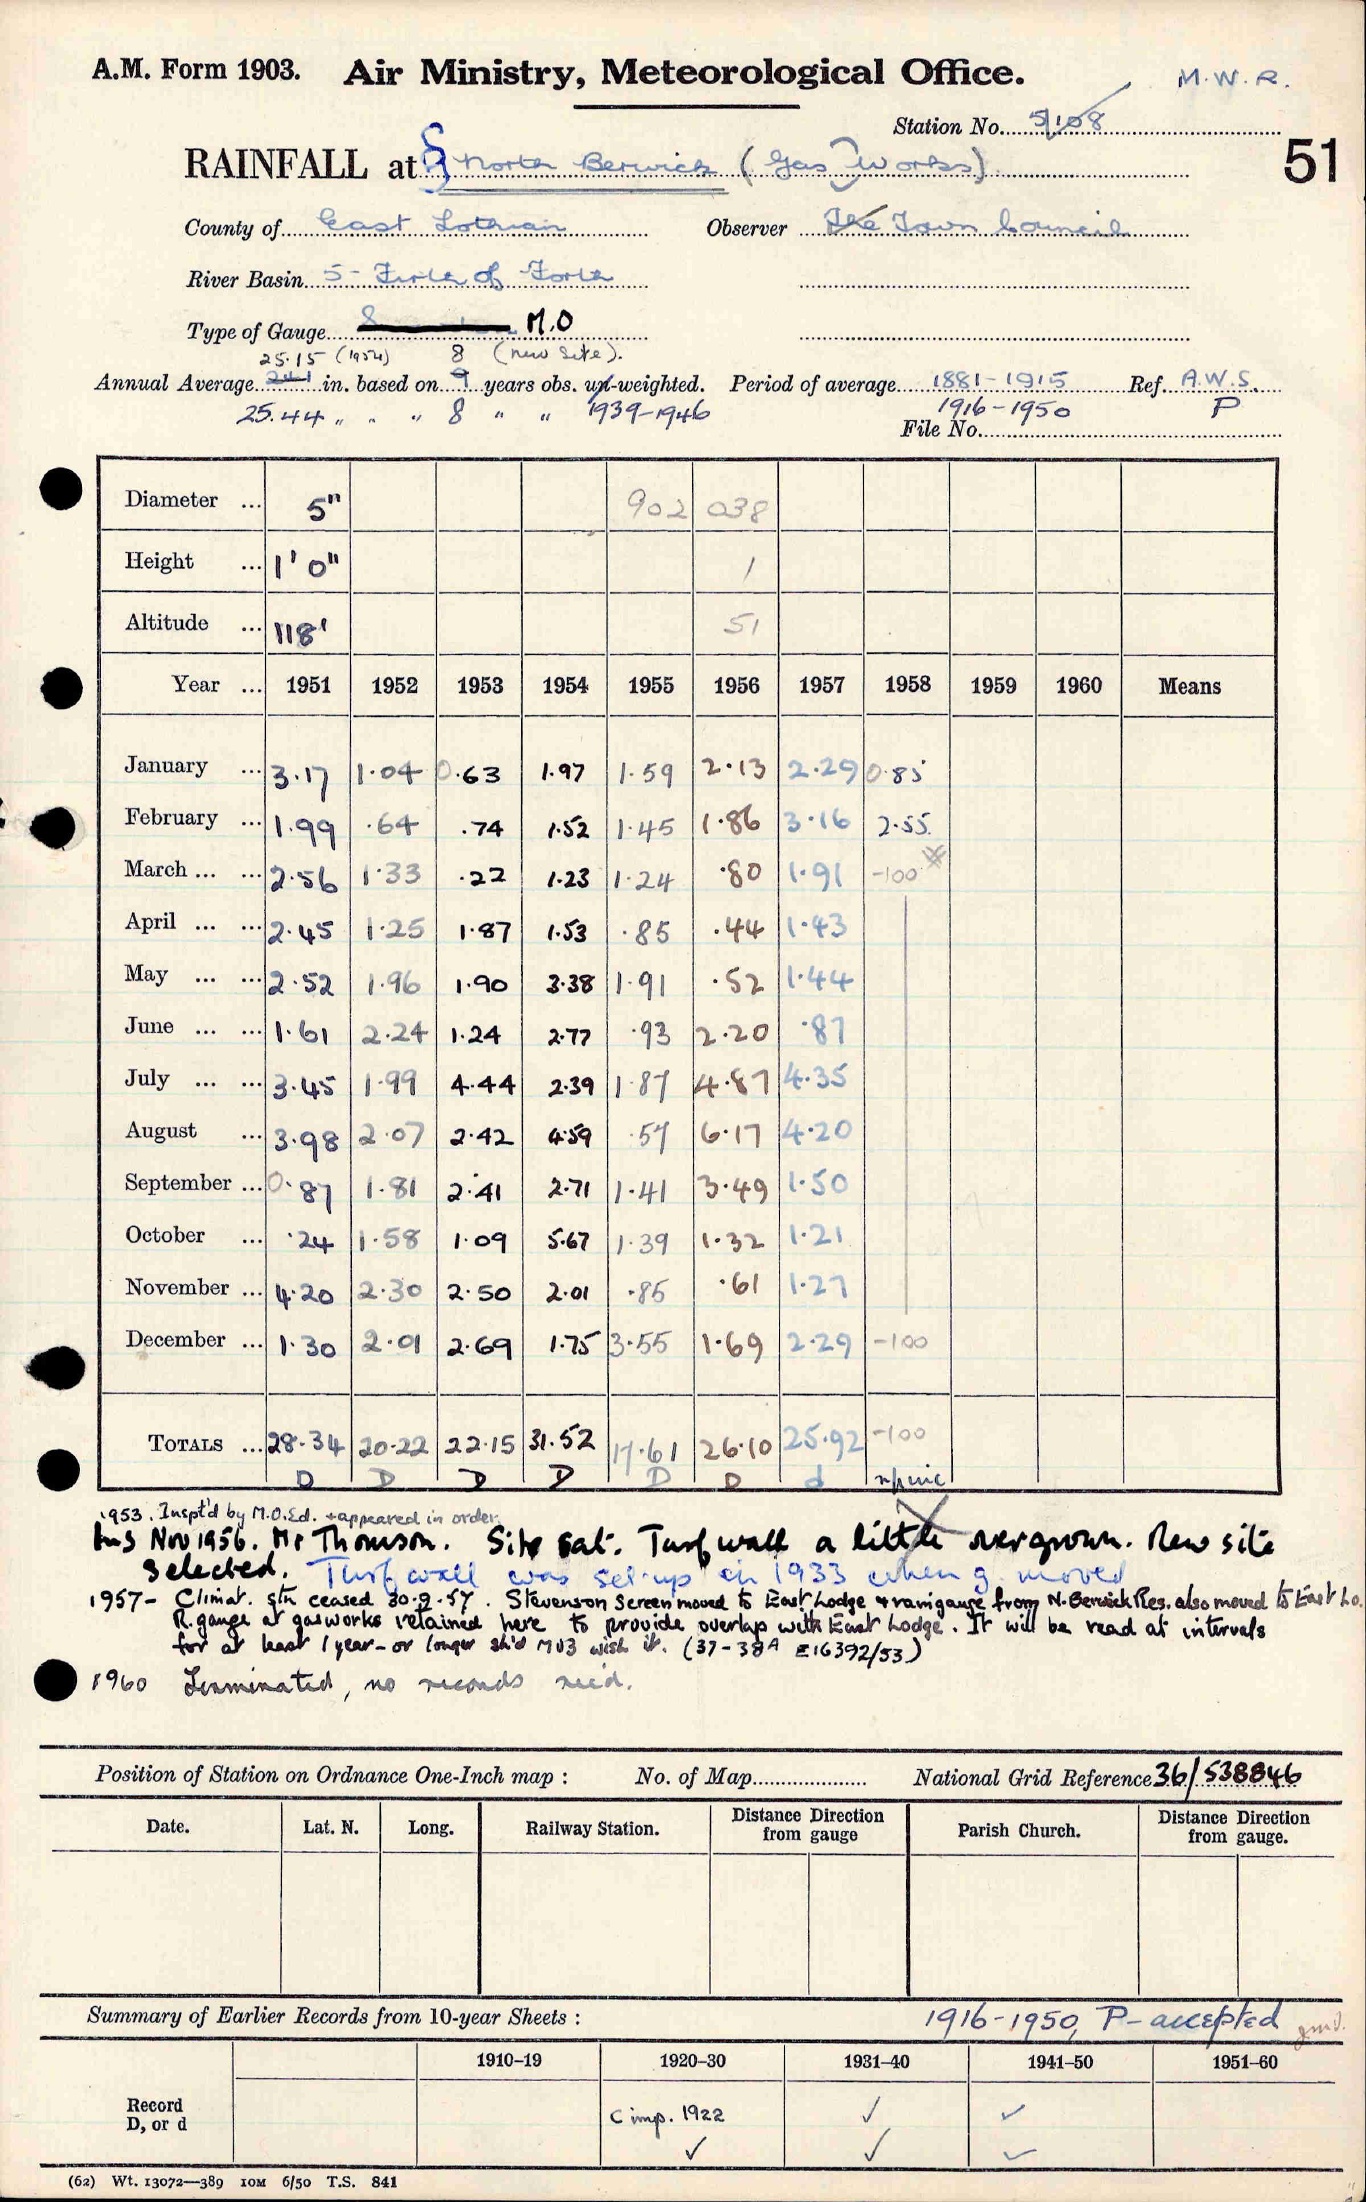 A.M. Form 1903. Air Ministry, Meteorological Office. M.W.R.
Station No. 5/108
RAINFALL at North Berwick (Gas Works) 51
County of East Lothian Observer The Town Council
River Basin 5 - Firth of Forth
Type of Gauge M.O
25.15 (1954) 8 (new site).
Annual Average 24.1 in. based on 9 years obs. un-weighted. Period of average 1881-1915 Ref. A.W.S.
25.44 " " " 8 " " 1939-1946 1916-1950 P
File No.
Diameter ... 5" 902 038
Height ... 1' 0" 1
Altitude ... 118' 51
Year ... 1951 1952 1953 1954 1955 1956 1957 1958 1959 1960 Means
January ... 3.17 1.04 0.63 1.97 1.59 2.13 2.29 0.85
February ... 1.99 .64 .74 1.52 1.45 1.86 3.16 2.55
March ... ... 2.56 1.33 .22 1.23 1.24 .80 1.91 -100
April ... ... 2.45 1.25 1.87 1.53 .85 .44 1.43
May ... ... 2.52 1.96 1.90 3.38 1.91 .52 1.44
June ... ... 1.61 2.24 1.24 2.77 .93 2.20 .87
July ... ... 3.45 1.99 4.44 2.39 1.87 4.87 4.35
August ... 3.98 2.07 2.42 4.59 .57 6.17 4.20
September ... 0.87 1.81 2.41 2.71 1.41 3.49 1.50
October ... .24 1.58 1.09 5.67 1.39 1.32 1.21
November ... 4.20 2.30 2.50 2.01 .85 .61 1.27
December ... 1.30 2.01 2.69 1.75 3.55 1.69 2.29 -100
TOTALS ... 28.34 20.22 22.15 31.52 17.61 26.10 25.92 -100
D D D D D D d
1953. Inspt'd by M.O.Ed. + appeared in order.
Ins Nov 1956. Mr Thomson. Site sat. Turf wall a little overgrown. New site
selected. Turf wall was set up in 1933 when g. moved
1957 - Climat. stn ceased 30.9.57. Stevenson Screen moved to East Lodge + raingauge from N. Berwick Res. also moved to East Lo.
R. gauge at gasworks retained here to provide overlap with East Lodge. It will be read at intervals
for at least 1 year - or longer sh'd M03 wish it. (37-38A E16392/53)
1960 Terminated, no records rec'd.
Position of Station on Ordnance One-Inch map : No. of Map National Grid Reference 36/538846
Date. Lat. N. Long. Railway Station. Distance Direction from gauge Parish Church. Distance Direction from gauge.
Summary of Earlier Records from 10-year Sheets : 1916-1950, P - accepted
1910-19 1920-30 1931-40 1941-50 1951-60
Record
D, or d C imp. 1922 ✓ ✓
✓ ✓ ✓
(62) Wt. 13072—389 10M 6/50 T.S. 841